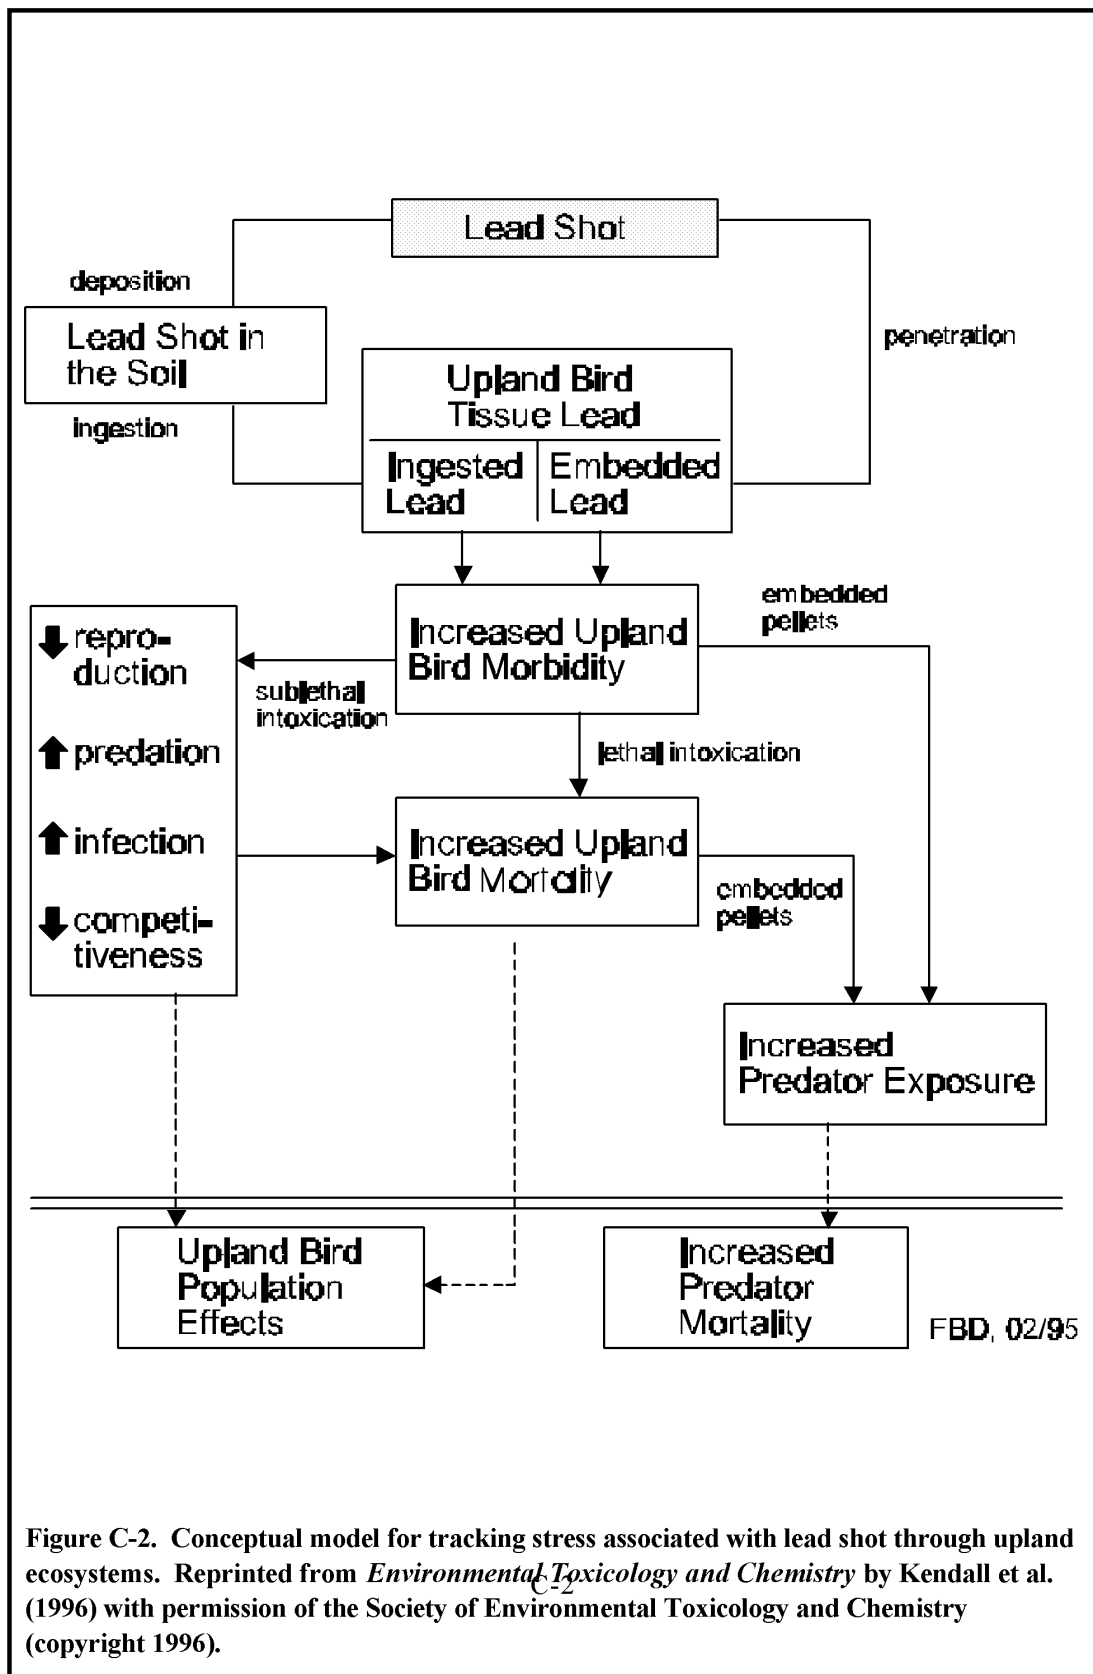 Lead Shot
deposition
Lead Shot in
the Soil
ingestion
penetration
Upland Bird
Tissue Lead
Ingested
Lead
Embedded
Lead
embedded
pellets
Increased Upland
Bird Morbidity
repro-
duction
sublethal
intoxication
predation
lethal intoxication
infection
Increased Upland
Bird Mortality
embedded
pellets
competi-
tiveness
Increased
Predator Exposure
Upland Bird
Population
Effects
Increased
Predator
Mortality
FBD, 02/95
Figure C-2. Conceptual model for tracking stress associated with lead shot through upland
ecosystems. Reprinted from Environmental Toxicology and Chemistry by Kendall et al.
C-2
(1996) with permission of the Society of Environmental Toxicology and Chemistry
(copyright 1996).